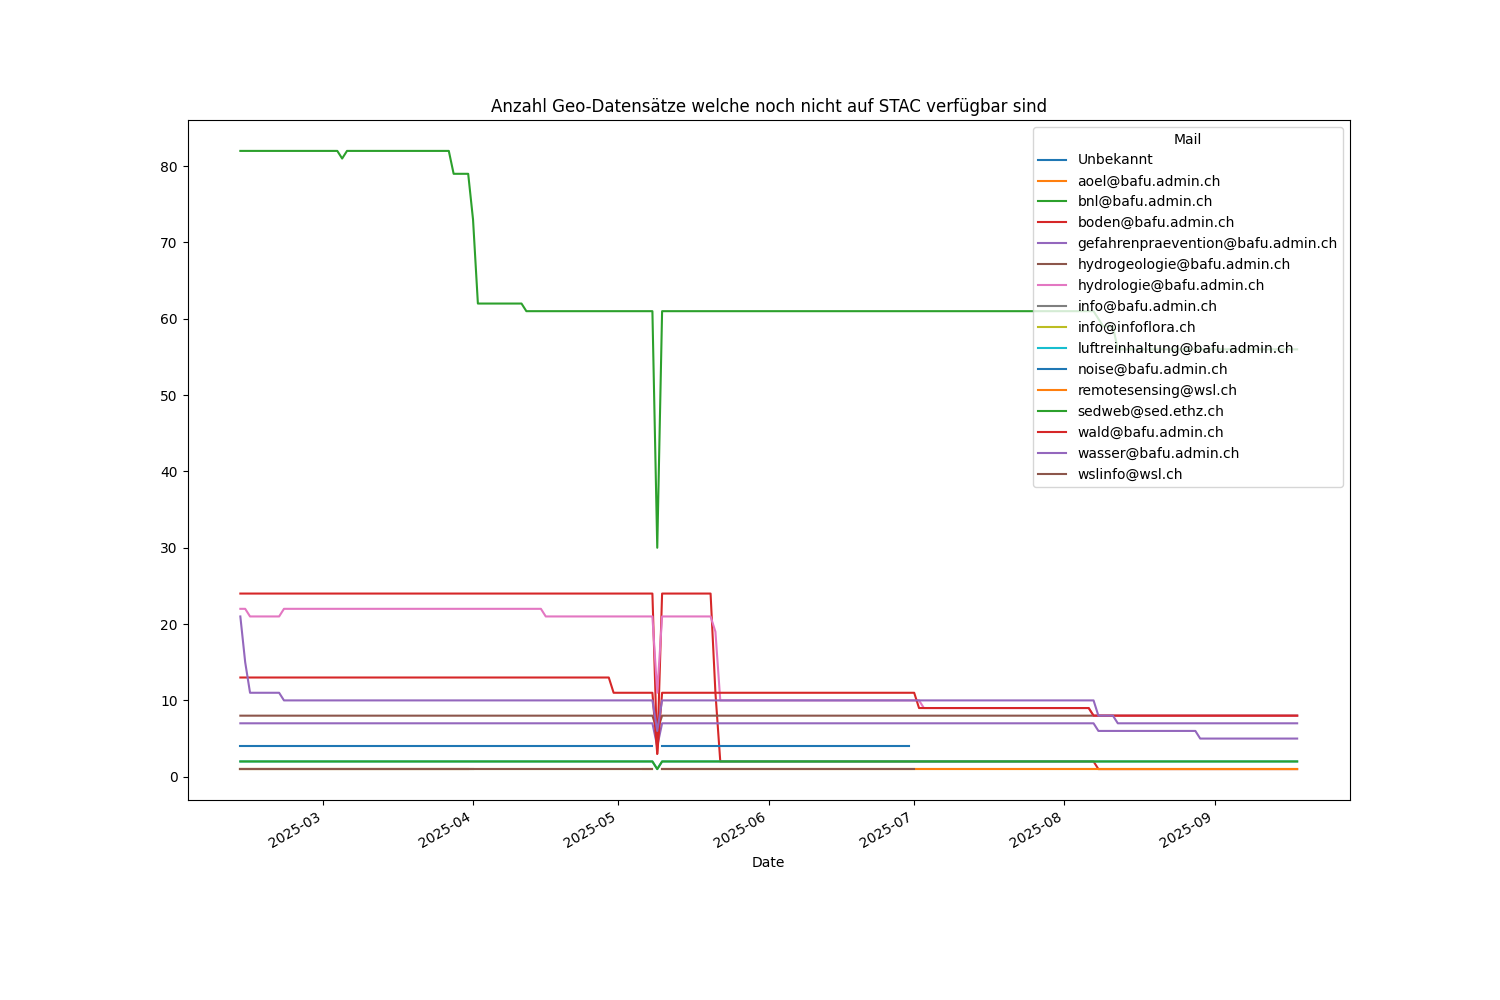 Anzahl Geo-Datensätze welche noch nicht auf STAC verfügbar sind
Mail
Unbekannt
aoel@bafu.admin.ch
bnl@bafu.admin.ch
boden@bafu.admin.ch
gefahrenpraevention@bafu.admin.ch
hydrogeologie@bafu.admin.ch
hydrologie@bafu.admin.ch
info@bafu.admin.ch
info@infoflora.ch
luftreinhaltung@bafu.admin.ch
noise@bafu.admin.ch
remotesensing@wsl.ch
sedweb@sed.ethz.ch
wald@bafu.admin.ch
wasser@bafu.admin.ch
wslinfo@wsl.ch
80
70
60
50
40
30
20
10
0
2025-03
2025-04
2025-05
2025-06
2025-07
2025-08
2025-09
Date